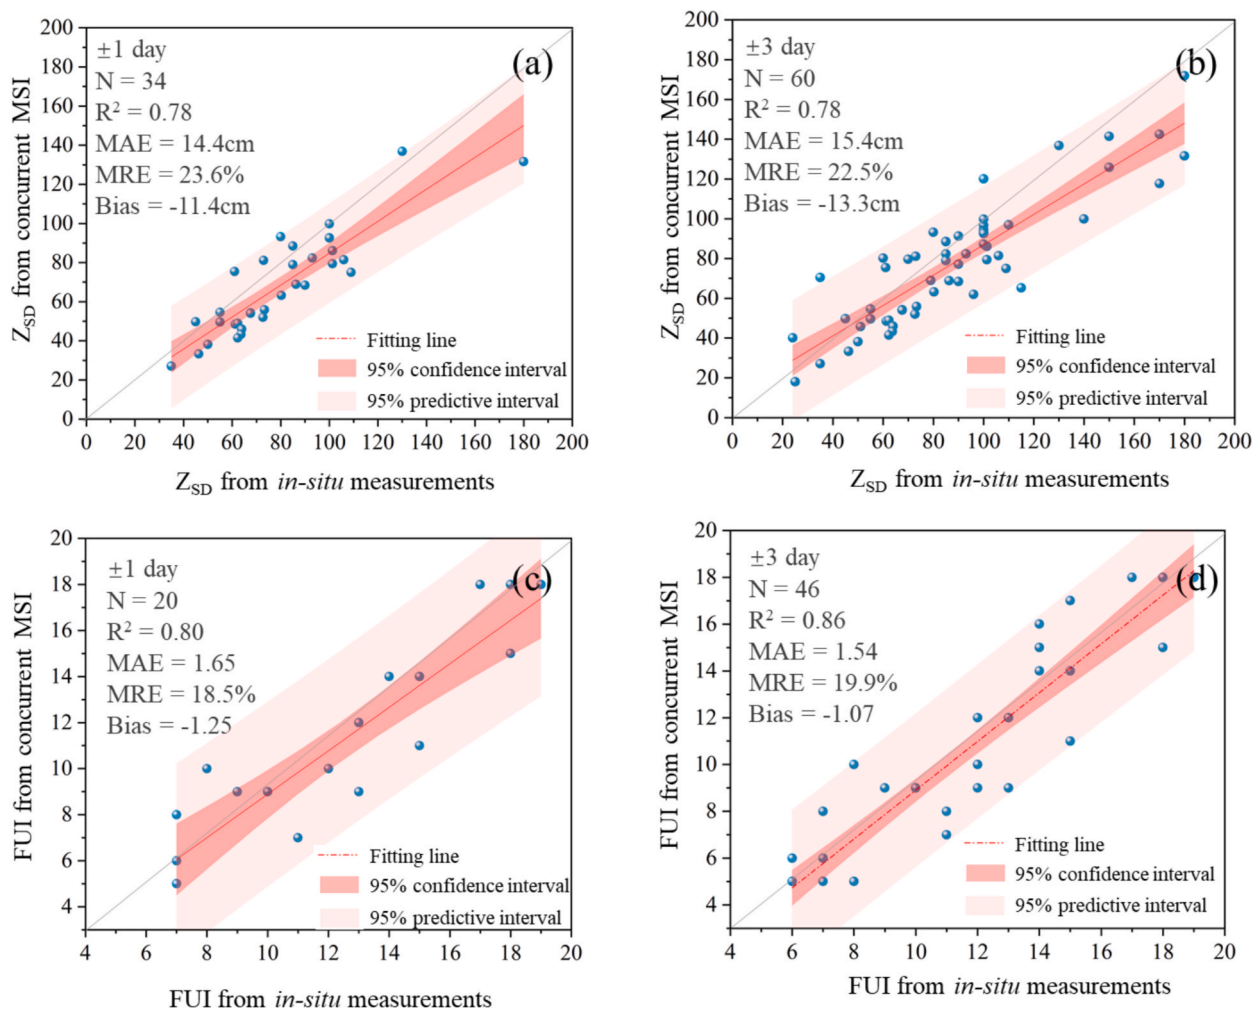 200
180
160
140
120
100
80
60
40
20
0
Z_SD from concurrent MSI
±1 day
N = 34
R² = 0.78
MAE = 14.4cm
MRE = 23.6%
Bias = -11.4cm
(a)
Fitting line
95% confidence interval
95% predictive interval
0 20 40 60 80 100 120 140 160 180 200
Z_SD from in-situ measurements
200
180
160
140
120
100
80
60
40
20
0
Z_SD from concurrent MSI
±3 day
N = 60
R² = 0.78
MAE = 15.4cm
MRE = 22.5%
Bias = -13.3cm
(b)
Fitting line
95% confidence interval
95% predictive interval
0 20 40 60 80 100 120 140 160 180 200
Z_SD from in-situ measurements
20
18
16
14
12
10
8
6
4
FUI from concurrent MSI
±1 day
N = 20
R² = 0.80
MAE = 1.65
MRE = 18.5%
Bias = -1.25
(c)
Fitting line
95% confidence interval
95% predictive interval
4 6 8 10 12 14 16 18 20
FUI from in-situ measurements
20
18
16
14
12
10
8
6
4
FUI from concurrent MSI
±3 day
N = 46
R² = 0.86
MAE = 1.54
MRE = 19.9%
Bias = -1.07
(d)
Fitting line
95% confidence interval
95% predictive interval
4 6 8 10 12 14 16 18 20
FUI from in-situ measurements